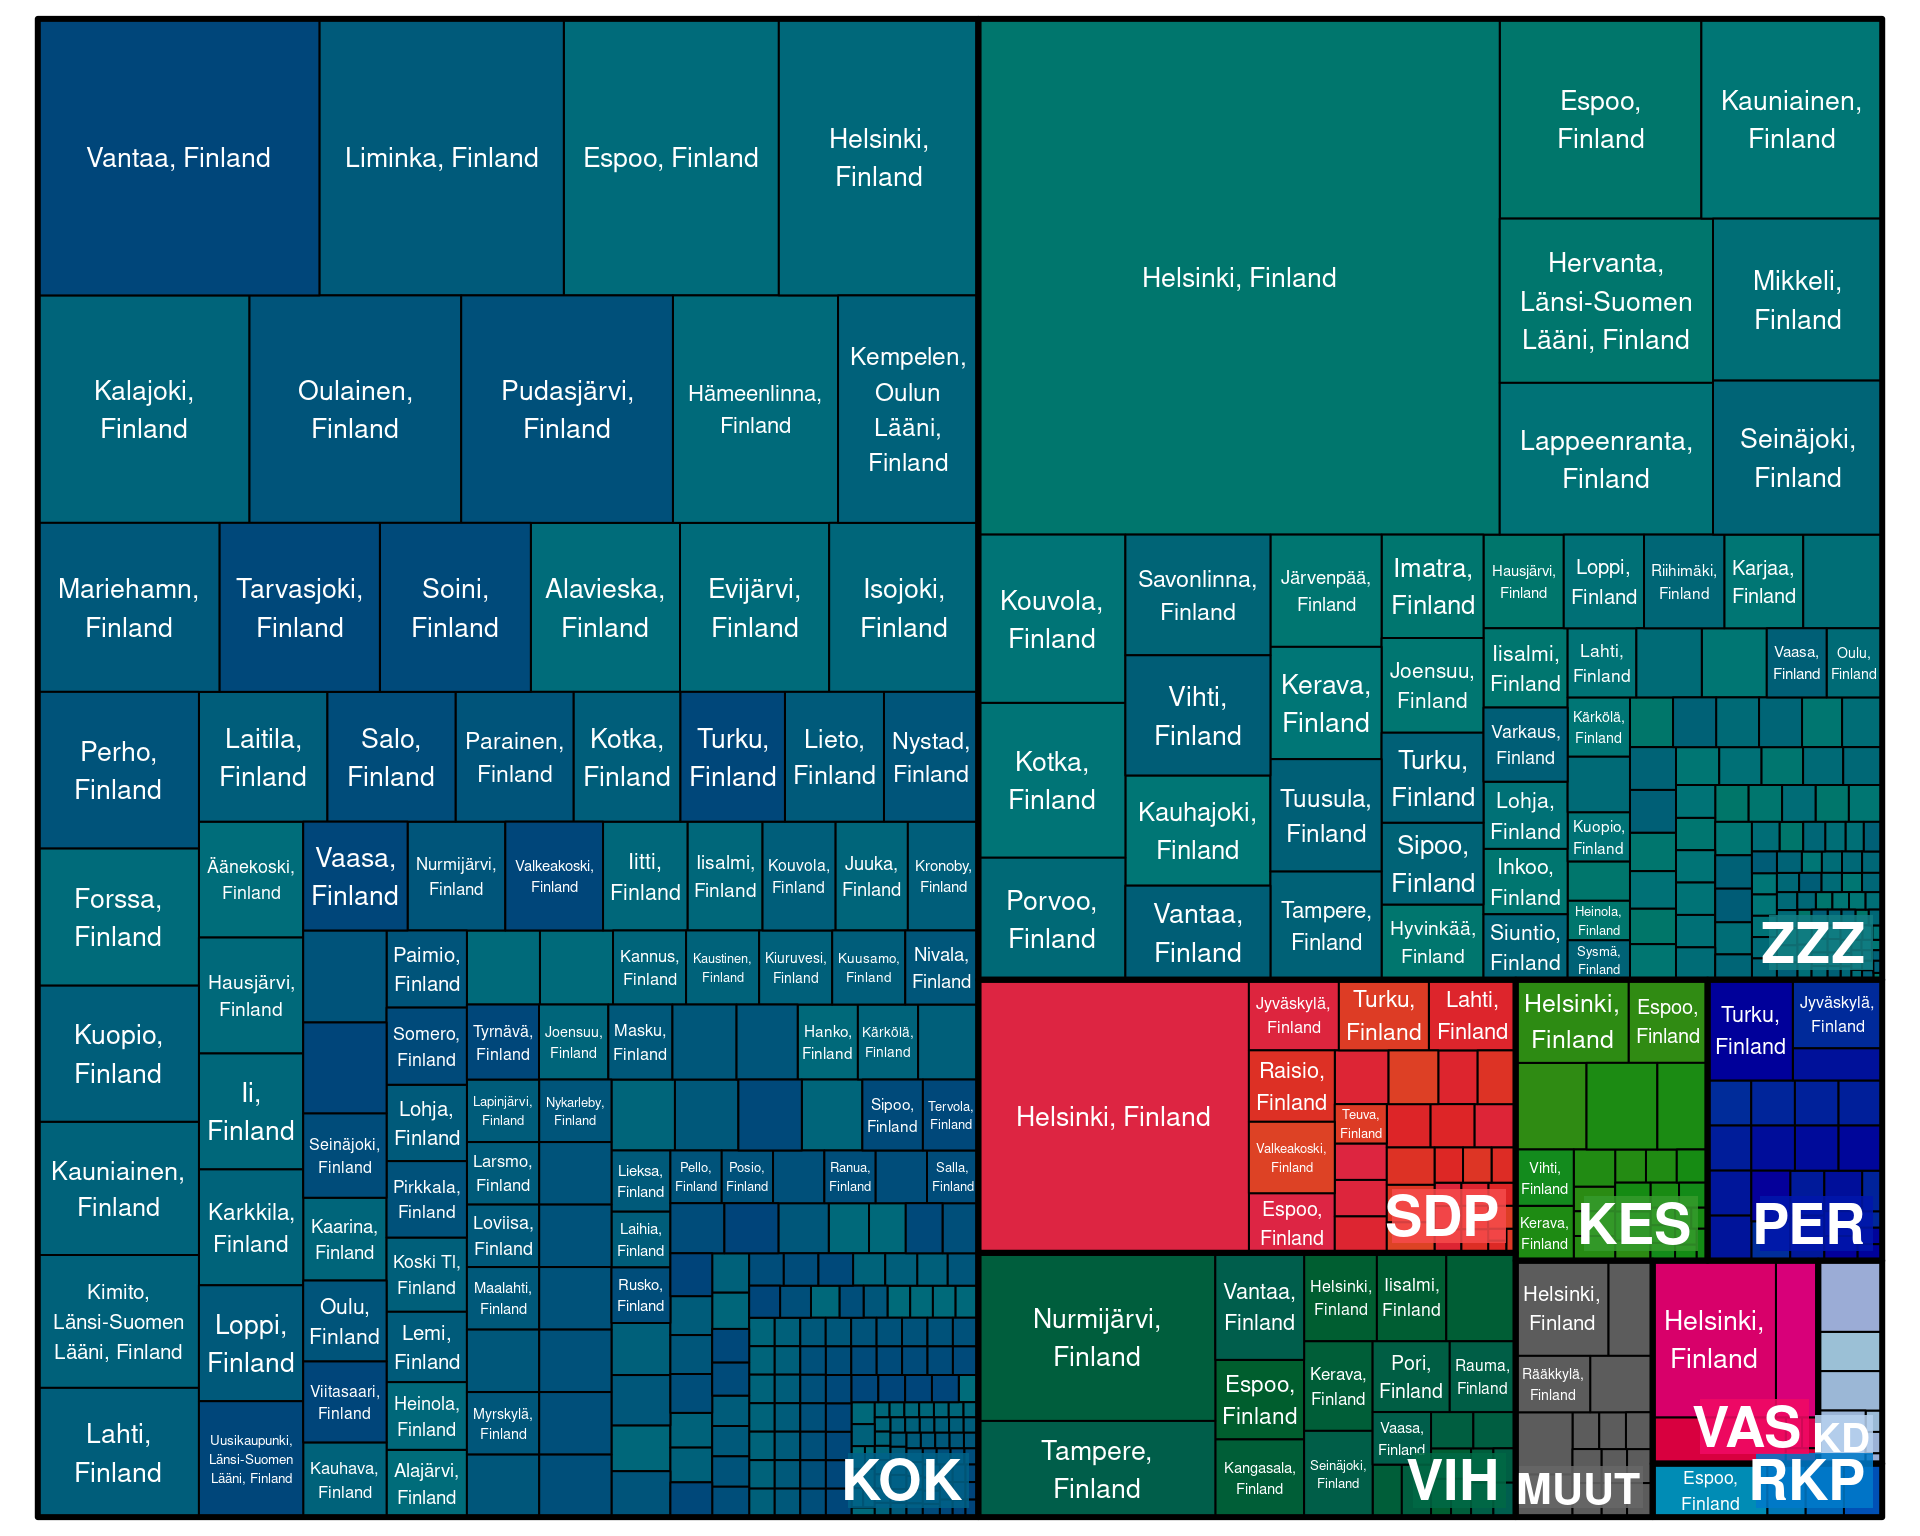 Vantaa, Finland
Liminka, Finland
Espoo, Finland
Helsinki,
Finland
Kalajoki,
Finland
Oulainen,
Finland
Pudasjärvi,
Finland
Hämeenlinna,
Finland
Kempelen,
Oulun
Lääni,
Finland
Mariehamn,
Finland
Tarvasjoki,
Finland
Soini,
Finland
Alavieska,
Finland
Evijärvi,
Finland
Isojoki,
Finland
Perho,
Finland
Forssa,
Finland
Kuopio,
Finland
Kauniainen,
Finland
Kimito,
Länsi-Suomen
Lääni, Finland
Lahti,
Finland
Laitila,
Finland
Salo,
Finland
Parainen,
Finland
Kotka,
Finland
Turku,
Finland
Lieto,
Finland
Nystad,
Finland
Äänekoski,
Finland
Hausjärvi,
Finland
Ii,
Finland
Karkkila,
Finland
Loppi,
Finland
Uusikaupunki,
Länsi-Suomen
Lääni, Finland
Vaasa,
Finland
Nurmijärvi,
Finland
Valkeakoski,
Finland
Iitti,
Finland
Iisalmi,
Finland
Kouvola,
Finland
Juuka,
Finland
Kronoby,
Finland
Seinäjoki,
Finland
Kaarina,
Finland
Oulu,
Finland
Viitasaari,
Finland
Kauhava,
Finland
Paimio,
Finland
Somero,
Finland
Lohja,
Finland
Pirkkala,
Finland
Koski Tl,
Finland
Lemi,
Finland
Heinola,
Finland
Alajärvi,
Finland
Kannus,
Finland
Kaustinen,
Finland
Kiuruvesi,
Finland
Kuusamo,
Finland
Nivala,
Finland
Tyrnävä,
Finland
Joensuu,
Finland
Masku,
Finland
Hanko,
Finland
Kärkölä,
Finland
Lapinjärvi,
Finland
Nykarleby,
Finland
Sipoo,
Finland
Tervola,
Finland
Larsmo,
Finland
Loviisa,
Finland
Maalahti,
Finland
Myrskylä,
Finland
Lieksa,
Finland
Pello,
Finland
Posio,
Finland
Ranua,
Finland
Salla,
Finland
Laihia,
Finland
Rusko,
Finland
KOK
Helsinki, Finland
Espoo,
Finland
Kauniainen,
Finland
Hervanta,
Länsi-Suomen
Lääni, Finland
Mikkeli,
Finland
Lappeenranta,
Finland
Seinäjoki,
Finland
Kouvola,
Finland
Kotka,
Finland
Porvoo,
Finland
Savonlinna,
Finland
Vihti,
Finland
Kauhajoki,
Finland
Vantaa,
Finland
Järvenpää,
Finland
Kerava,
Finland
Tuusula,
Finland
Tampere,
Finland
Imatra,
Finland
Joensuu,
Finland
Turku,
Finland
Sipoo,
Finland
Hyvinkää,
Finland
Hausjärvi,
Finland
Loppi,
Finland
Riihimäki,
Finland
Karjaa,
Finland
Iisalmi,
Finland
Lahti,
Finland
Vaasa,
Finland
Oulu,
Finland
Varkaus,
Finland
Kärkölä,
Finland
Lohja,
Finland
Kuopio,
Finland
Inkoo,
Finland
Heinola,
Finland
Siuntio,
Finland
Sysmä,
Finland
ZZZ
Helsinki, Finland
Jyväskylä,
Finland
Turku,
Finland
Lahti,
Finland
Raisio,
Finland
Teuva,
Finland
Valkeakoski,
Finland
Espoo,
Finland
SDP
Helsinki,
Finland
Espoo,
Finland
Vihti,
Finland
Kerava,
Finland
KES
Turku,
Finland
Jyväskylä,
Finland
PER
Nurmijärvi,
Finland
Tampere,
Finland
Vantaa,
Finland
Espoo,
Finland
Kangasala,
Finland
Helsinki,
Finland
Iisalmi,
Finland
Kerava,
Finland
Pori,
Finland
Rauma,
Finland
Vaasa,
Finland
Seinäjoki,
Finland
VIH
Helsinki,
Finland
Rääkkylä,
Finland
MUUT
Helsinki,
Finland
VAS
KD
Espoo,
Finland
RKP